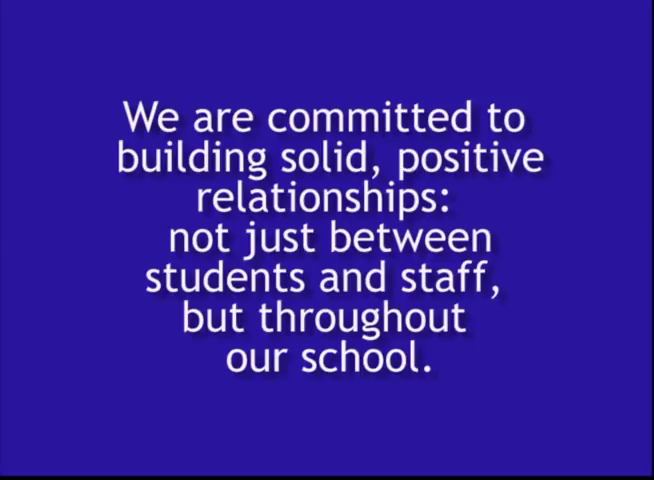 We are committed to
building solid, positive
relationships:
not just between
students and staff,
but throughout
our school.